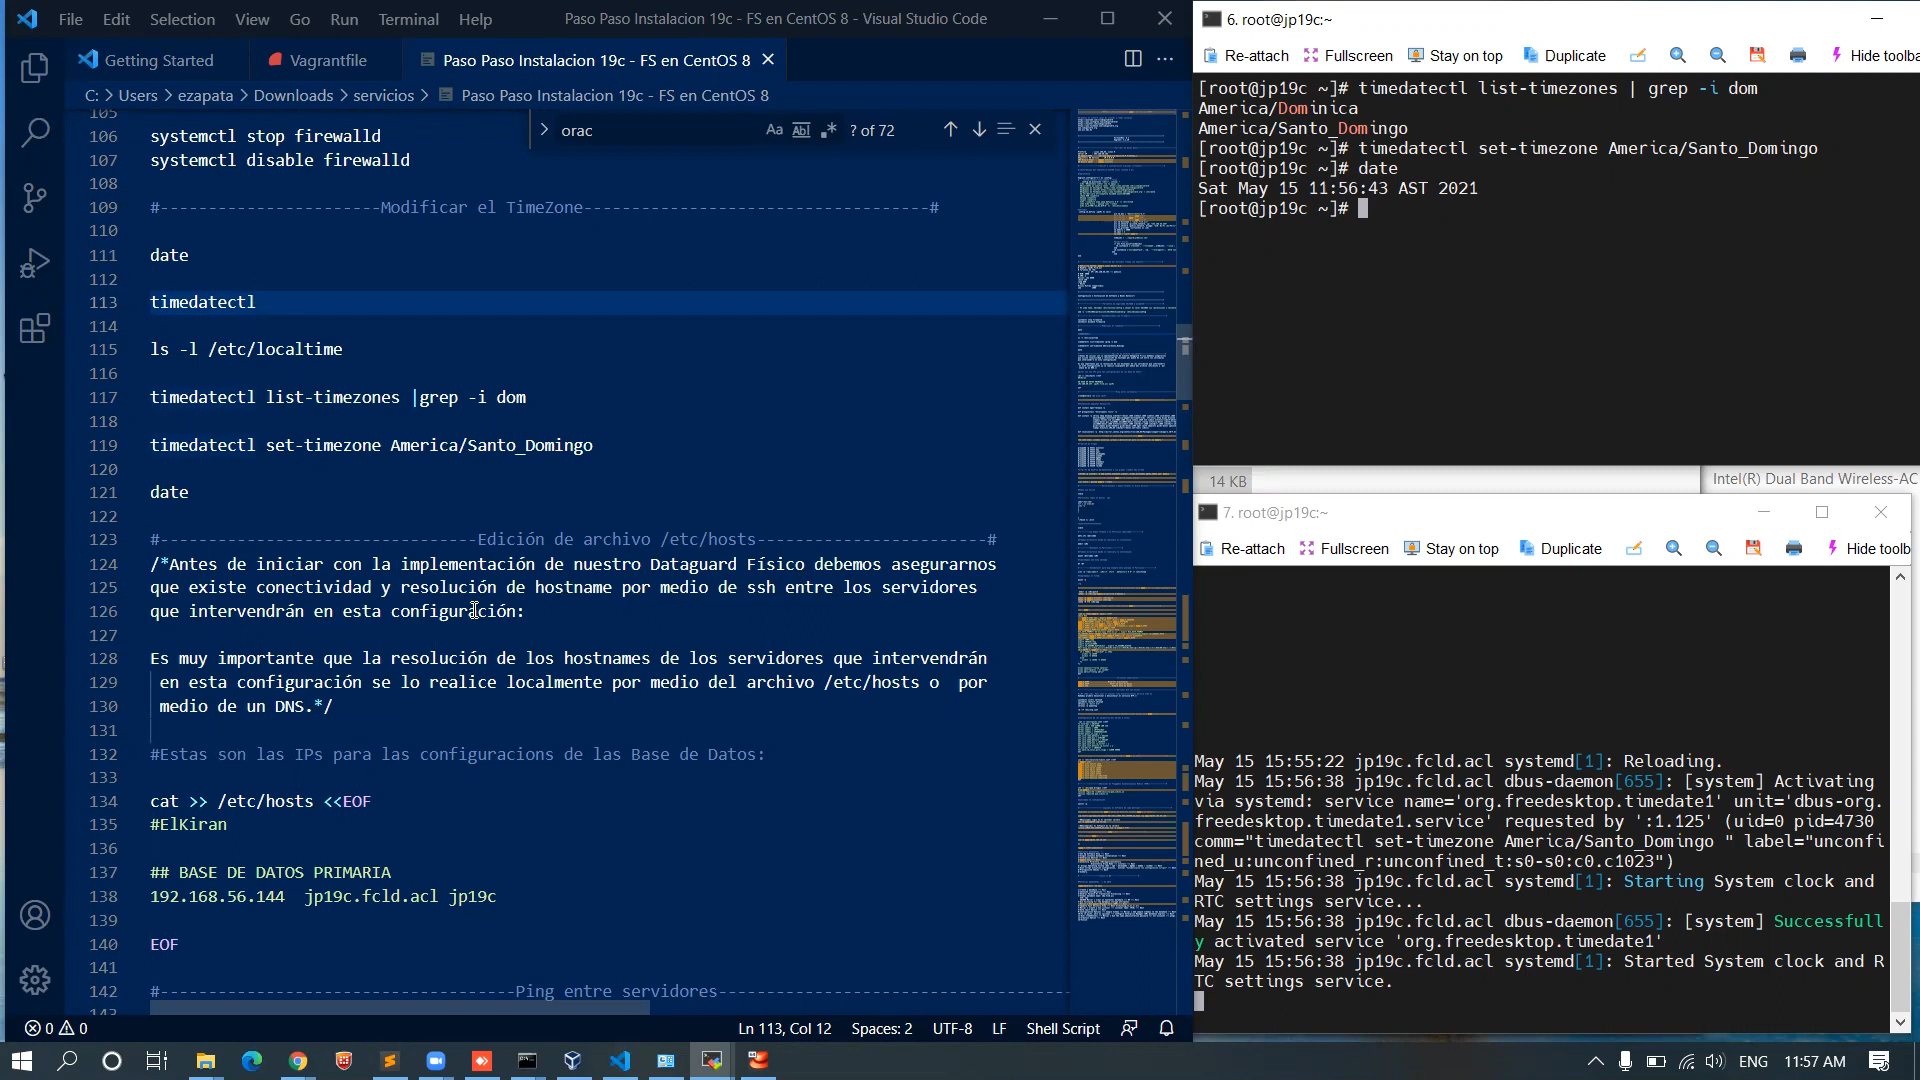 File Edit Selection View Go Run Terminal Help
Paso Paso Instalacion 19c - FS en CentOS 8 - Visual Studio Code
Getting Started
Vagrantfile
Paso Paso Instalacion 19c - FS en CentOS 8
C: > Users > ezapata > Downloads > servicios > Paso Paso Instalacion 19c - FS en CentOS 8
orac
? of 72
105
106 systemctl stop firewalld
107 systemctl disable firewalld
108
109 #-----------------------Modificar el TimeZone------------------------------------#
110
111 date
112
113 timedatectl
114
115 ls -l /etc/localtime
116
117 timedatectl list-timezones |grep -i dom
118
119 timedatectl set-timezone America/Santo_Domingo
120
121 date
122
123 #---------------------------------Edición de archivo /etc/hosts------------------------#
124 /*Antes de iniciar con la implementación de nuestro Dataguard Físico debemos asegurarnos
125 que existe conectividad y resolución de hostname por medio de ssh entre los servidores
126 que intervendrán en esta configuración:
127
128 Es muy importante que la resolución de los hostnames de los servidores que intervendrán
129 en esta configuración se lo realice localmente por medio del archivo /etc/hosts o  por
130 medio de un DNS.*/
131
132 #Estas son las IPs para las configuracions de las Base de Datos:
133
134 cat >> /etc/hosts <<EOF
135 #ElKiran
136
137 ## BASE DE DATOS PRIMARIA
138 192.168.56.144  jp19c.fcld.acl jp19c
139
140 EOF
141
142 #-------------------------------------Ping entre servidores-------------------------------------
143
0 0
Ln 113, Col 12 Spaces: 2 UTF-8 LF Shell Script
6. root@jp19c:~
Re-attach Fullscreen Stay on top Duplicate Hide toolba
[root@jp19c ~]# timedatectl list-timezones | grep -i dom
America/Dominica
America/Santo_Domingo
[root@jp19c ~]# timedatectl set-timezone America/Santo_Domingo
[root@jp19c ~]# date
Sat May 15 11:56:43 AST 2021
[root@jp19c ~]#
14 KB
Intel(R) Dual Band Wireless-AC
7. root@jp19c:~
Re-attach Fullscreen Stay on top Duplicate Hide toolb
May 15 15:55:22 jp19c.fcld.acl systemd[1]: Reloading.
May 15 15:56:38 jp19c.fcld.acl dbus-daemon[655]: [system] Activating
via systemd: service name='org.freedesktop.timedate1' unit='dbus-org.
freedesktop.timedate1.service' requested by ':1.125' (uid=0 pid=4730
comm="timedatectl set-timezone America/Santo_Domingo " label="unconfi
ned_u:unconfined_r:unconfined_t:s0-s0:c0.c1023")
May 15 15:56:38 jp19c.fcld.acl systemd[1]: Starting System clock and
RTC settings service...
May 15 15:56:38 jp19c.fcld.acl dbus-daemon[655]: [system] Successfull
y activated service 'org.freedesktop.timedate1'
May 15 15:56:38 jp19c.fcld.acl systemd[1]: Started System clock and R
TC settings service.
ENG 11:57 AM